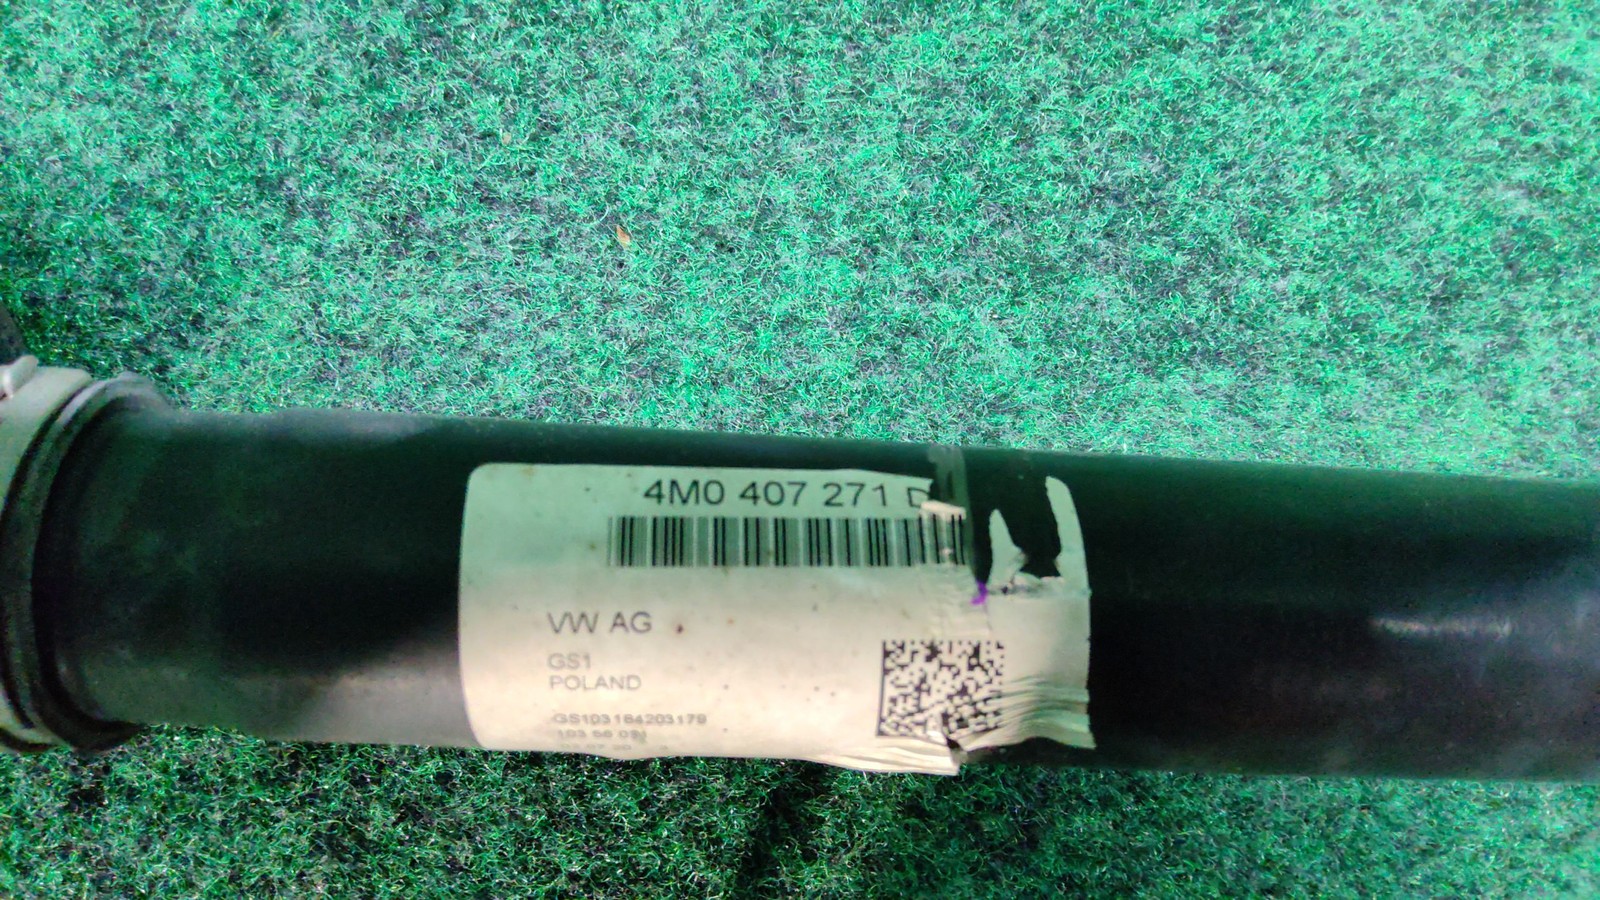 4M0 407 271 D
VW AG
GS1
POLAND
GS103184203179